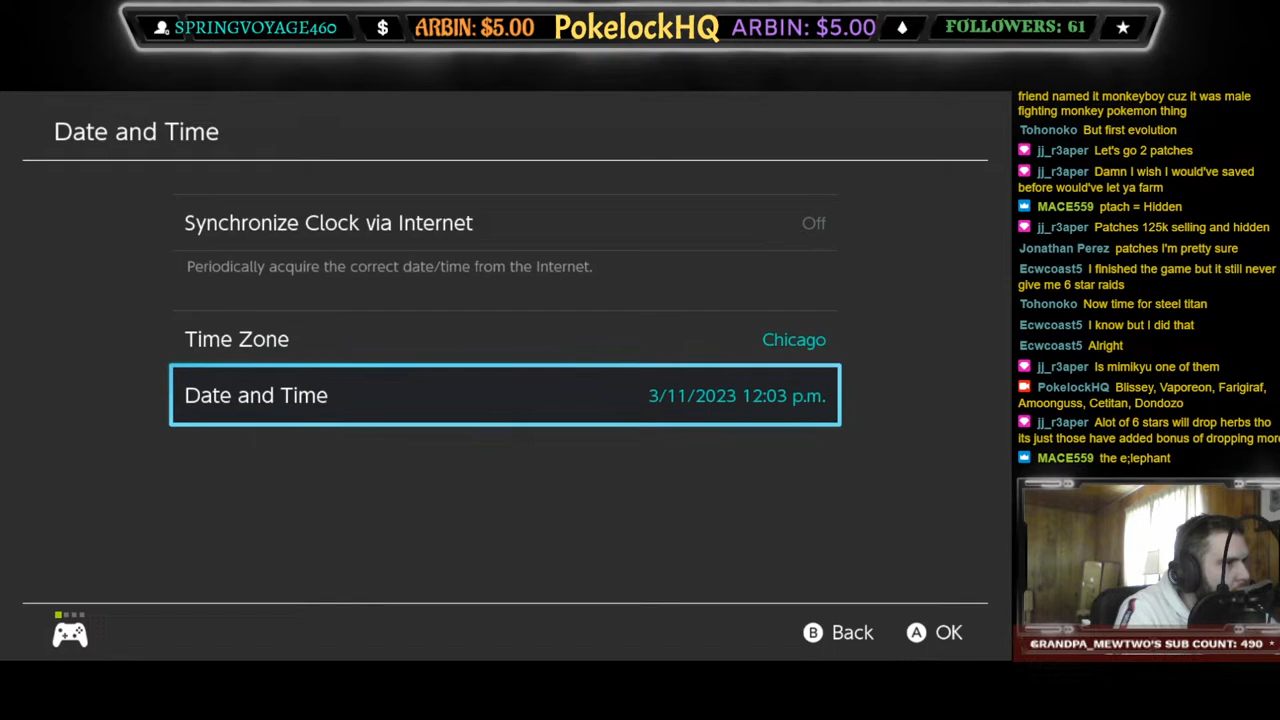 SPRINGVOYAGE460
$
ARBIN: $5.00
PokelockHQ
ARBIN: $5.00
FOLLOWERS: 61
Date and Time
Synchronize Clock via Internet
Off
Periodically acquire the correct date/time from the Internet.
Time Zone
Chicago
Date and Time
3/11/2023 12:03 p.m.
B Back
A OK
friend named it monkeyboy cuz it was male
fighting monkey pokemon thing
Tohonoko But first evolution
jj_r3aper Let's go 2 patches
jj_r3aper Damn I wish I would've saved
before would've let ya farm
MACE559 ptach = Hidden
jj_r3aper Patches 125k selling and hidden
Jonathan Perez patches I'm pretty sure
Ecwcoast5 I finished the game but it still never
give me 6 star raids
Tohonoko Now time for steel titan
Ecwcoast5 I know but I did that
Ecwcoast5 Alright
jj_r3aper Is mimikyu one of them
PokelockHQ Blissey, Vaporeon, Farigiraf,
Amoonguss, Cetitan, Dondozo
jj_r3aper Alot of 6 stars will drop herbs tho
its just those have added bonus of dropping more
MACE559 the e;lephant
GRANDPA_MEWTWO'S SUB COUNT: 490 *